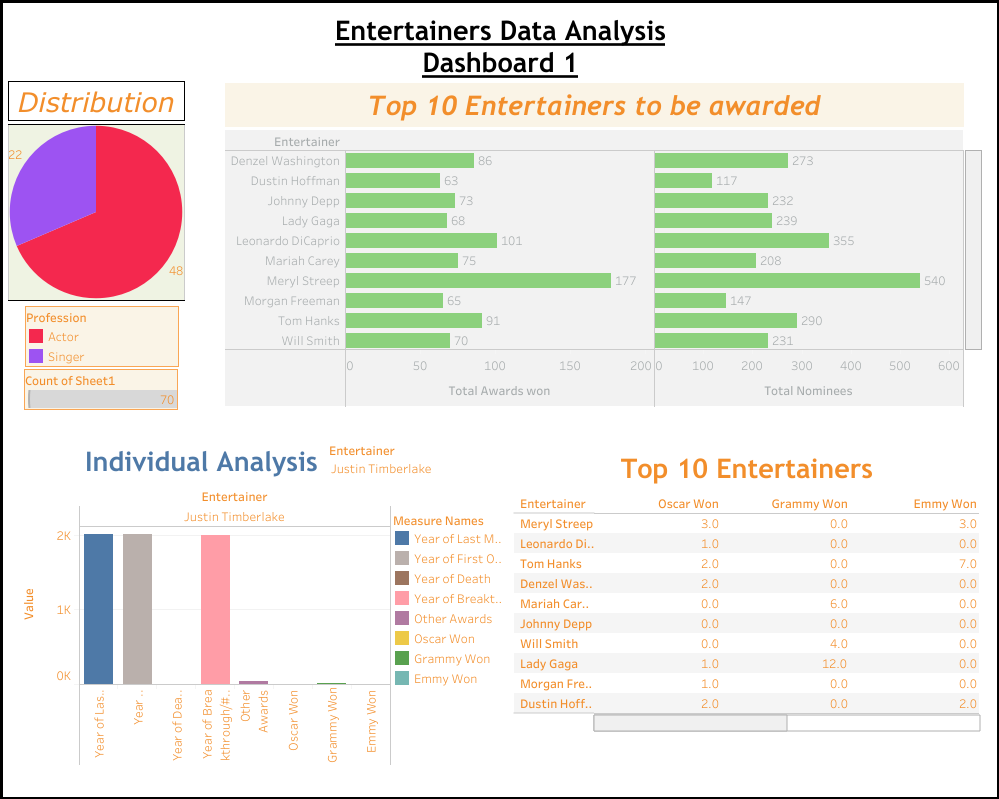 Entertainers Data Analysis
Dashboard 1
Distribution
22
48
Profession
Actor
Singer
Count of Sheet1
70
Top 10 Entertainers to be awarded
Entertainer
Denzel Washington 86 273
Dustin Hoffman 63 117
Johnny Depp 73 232
Lady Gaga 68 239
Leonardo DiCaprio 101 355
Mariah Carey 75 208
Meryl Streep 177 540
Morgan Freeman 65 147
Tom Hanks 91 290
Will Smith 70 231
0 50 100 150 200 0 100 200 300 400 500 600
Total Awards won Total Nominees
Individual Analysis
Entertainer
Justin Timberlake
Entertainer
Justin Timberlake
2K
1K
0K
Value
Year of Las..
Year ..
Year of Dea..
Year of Brea
kthrough/#..
Other
Awards
Oscar Won
Grammy Won
Emmy Won
Measure Names
Year of Last M..
Year of First O..
Year of Death
Year of Breakt..
Other Awards
Oscar Won
Grammy Won
Emmy Won
Top 10 Entertainers
Entertainer Oscar Won Grammy Won Emmy Won
Meryl Streep 3.0 0.0 3.0
Leonardo Di.. 1.0 0.0 0.0
Tom Hanks 2.0 0.0 7.0
Denzel Was.. 2.0 0.0 0.0
Mariah Car.. 0.0 6.0 0.0
Johnny Depp 0.0 0.0 0.0
Will Smith 0.0 4.0 0.0
Lady Gaga 1.0 12.0 0.0
Morgan Fre.. 1.0 0.0 0.0
Dustin Hoff.. 2.0 0.0 2.0